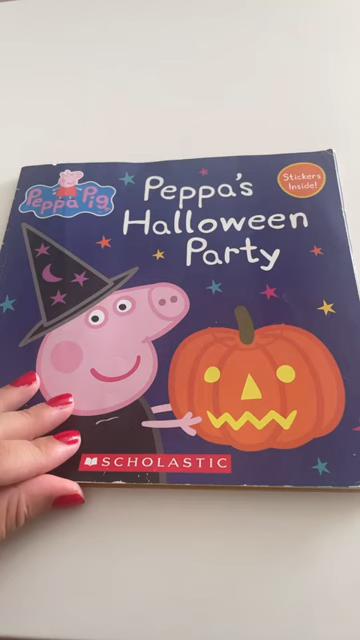 Peppa Pig
Stickers
Inside!
Peppa's
Halloween
Party
SCHOLASTIC